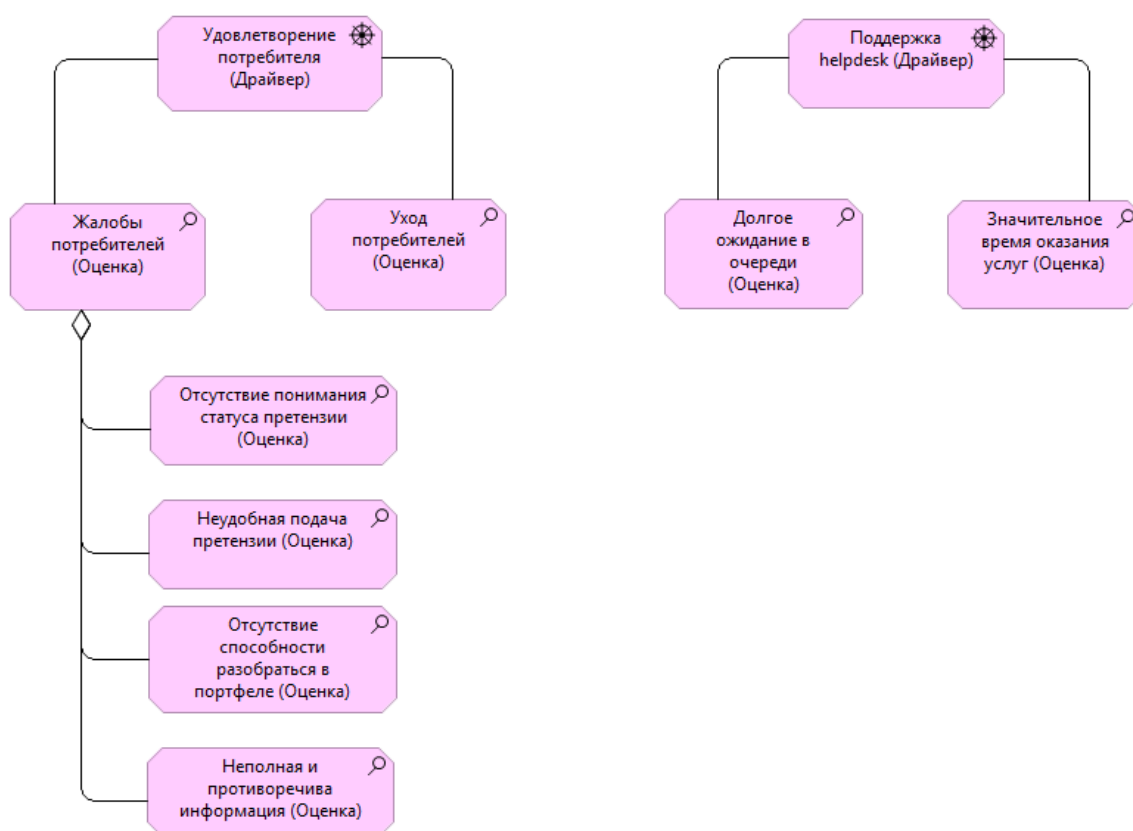 Удовлетворение
потребителя
(Драйвер)
Поддержка
helpdesk (Драйвер)
Жалобы
потребителей
(Оценка)
Уход
потребителей
(Оценка)
Долгое
ожидание в
очереди
(Оценка)
Значительное
время оказания
услуг (Оценка)
Отсутствие понимания
статуса претензии
(Оценка)
Неудобная подача
претензии (Оценка)
Отсутствие
способности
разобраться в
портфеле (Оценка)
Неполная и
противоречива
информация (Оценка)